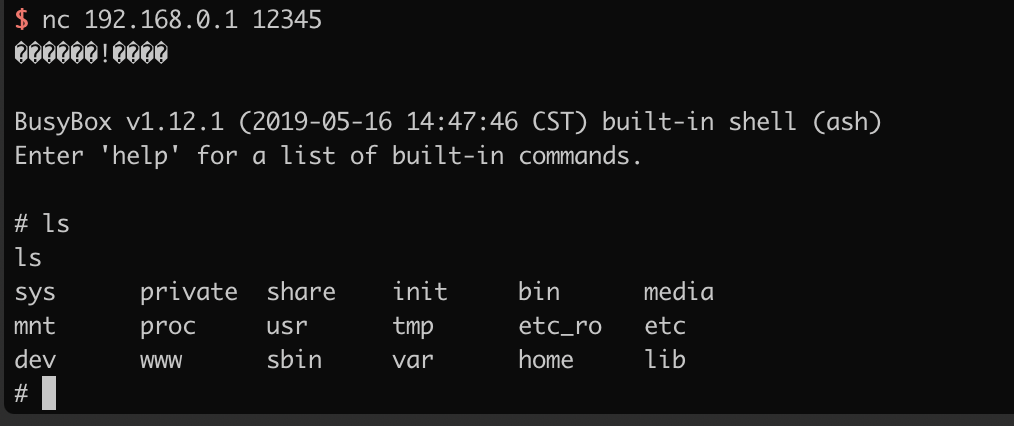 $ nc 192.168.0.1 12345
������!����
BusyBox v1.12.1 (2019-05-16 14:47:46 CST) built-in shell (ash)
Enter 'help' for a list of built-in commands.
# ls
ls
sys private share init bin media
mnt proc usr tmp etc_ro etc
dev www sbin var home lib
#